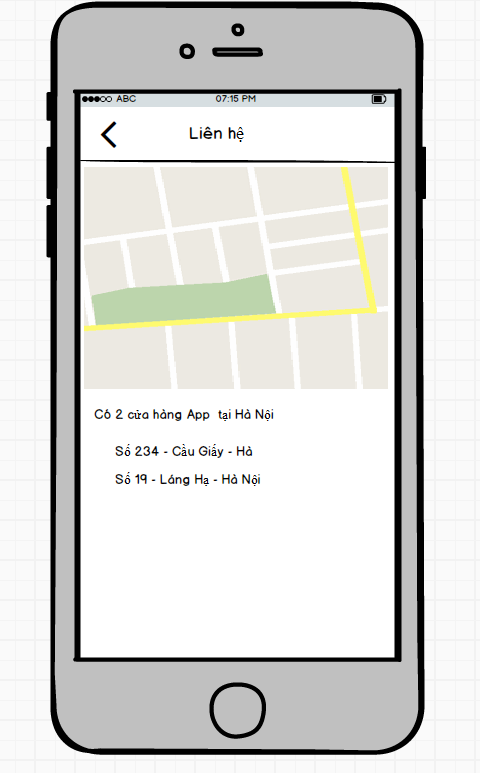 ABC 07:15 PM
Liên hệ
Có 2 cửa hàng App tại Hà Nội
Số 234 - Cầu Giấy - Hà
Số 19 - Láng Hạ - Hà Nội